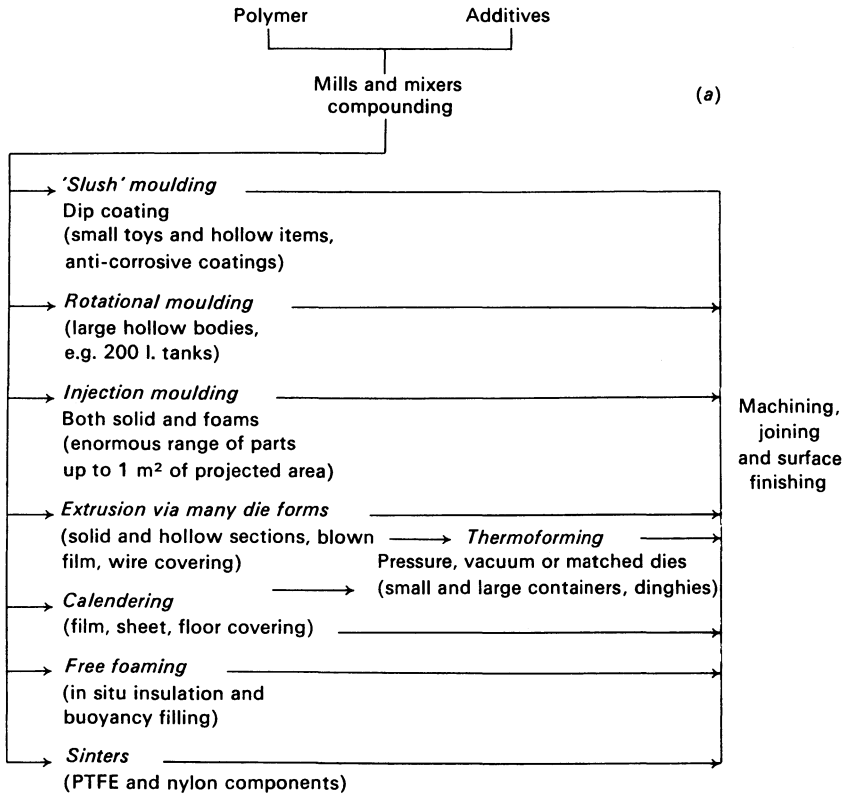 Polymer
Additives
Mills and mixers
compounding
(a)
'Slush' moulding
Dip coating
(small toys and hollow items,
anti-corrosive coatings)
Rotational moulding
(large hollow bodies,
e.g. 200 l. tanks)
Injection moulding
Both solid and foams
(enormous range of parts
up to 1 m² of projected area)
Extrusion via many die forms
(solid and hollow sections, blown
film, wire covering)
Thermoforming
Pressure, vacuum or matched dies
(small and large containers, dinghies)
Calendering
(film, sheet, floor covering)
Free foaming
(in situ insulation and
buoyancy filling)
Sinters
(PTFE and nylon components)
Machining,
joining
and surface
finishing